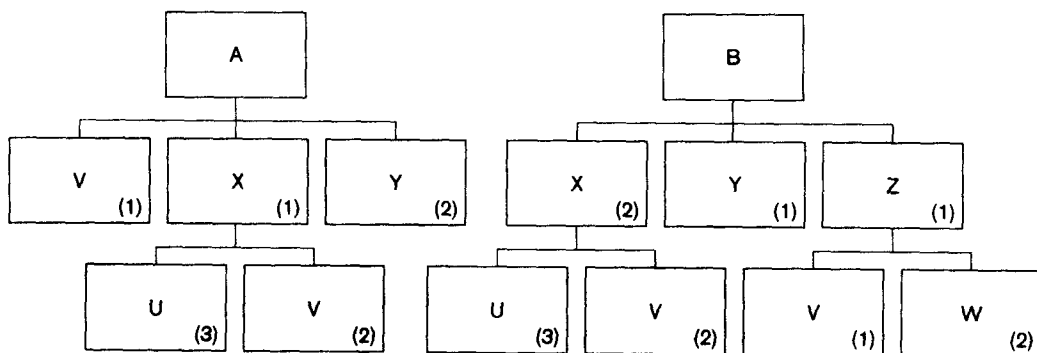 A
B
V
(1)
X
(1)
Y
(2)
X
(2)
Y
(1)
Z
(1)
U
(3)
V
(2)
U
(3)
V
(2)
V
(1)
W
(2)